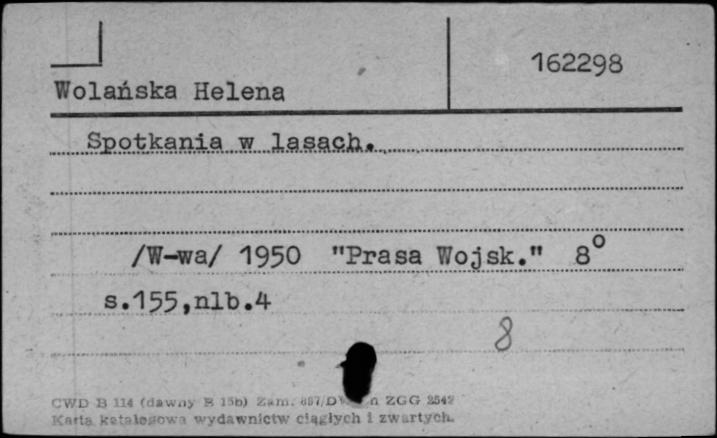 162298
Wolańska Helena
Spotkania w lasach.
/W-wa/ 1950 "Prasa Wojsk." 8°
s.155,nlb.4
8
CWD B 114 (dawny B 15b) Zam. ZGG
Karta katalogowa wydawnictw ciągłych i zwartych.